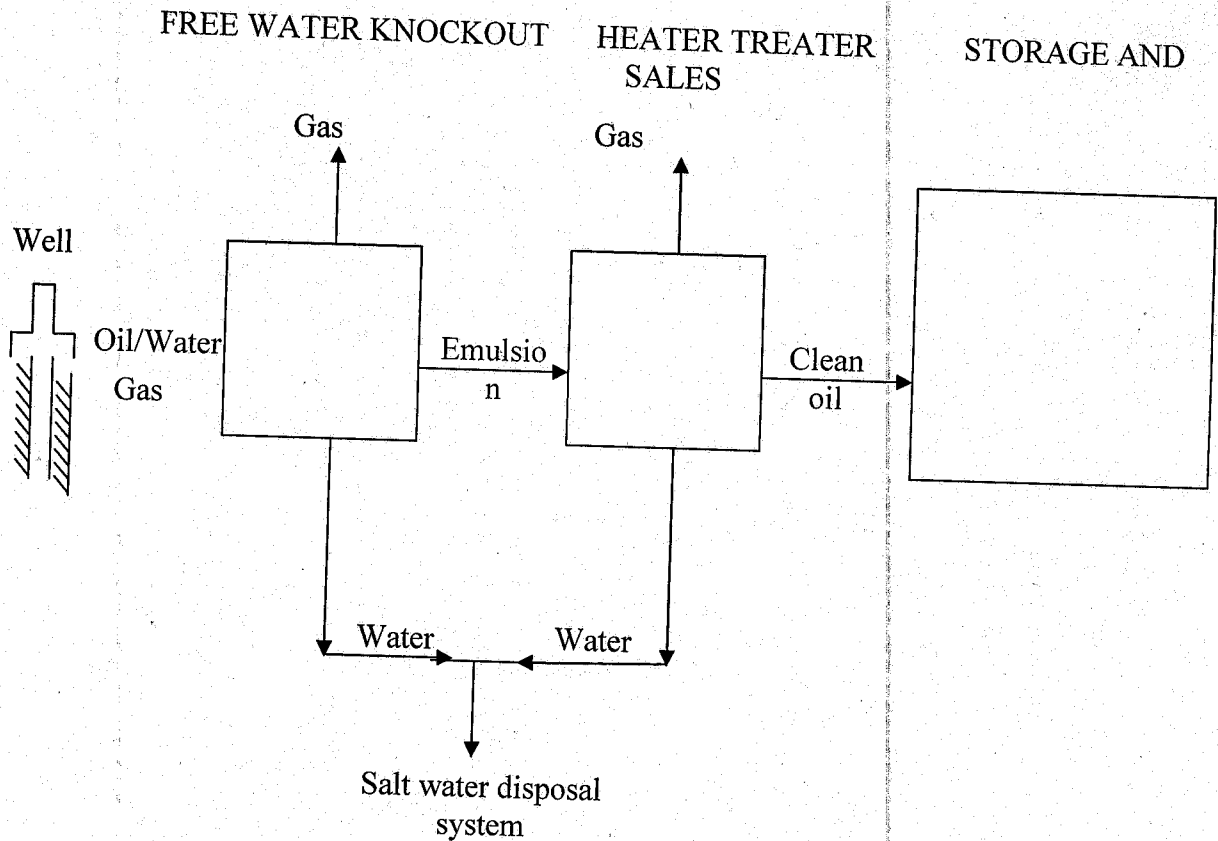 FREE WATER KNOCKOUT
HEATER TREATER
STORAGE AND
SALES
Gas
Gas
Well
Oil/Water
Gas
Emulsio
n
Clean
oil
Water
Water
Salt water disposal
system